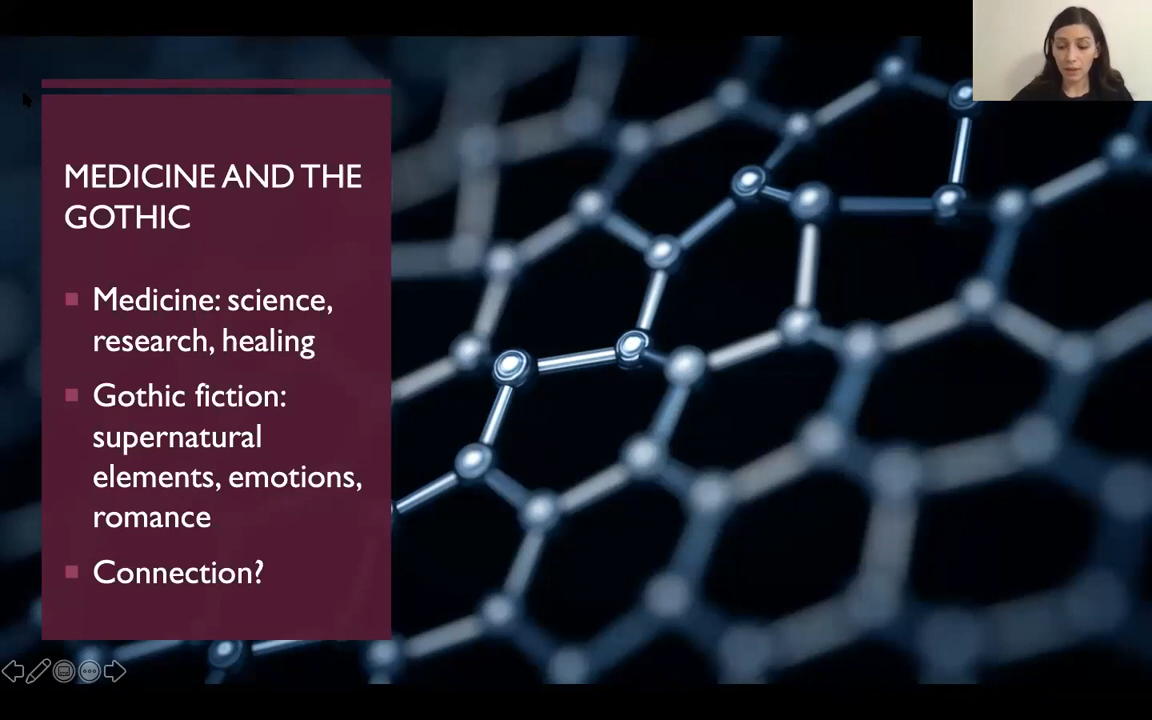 MEDICINE AND THE
GOTHIC
Medicine: science,
research, healing
Gothic fiction:
supernatural
elements, emotions,
romance
Connection?